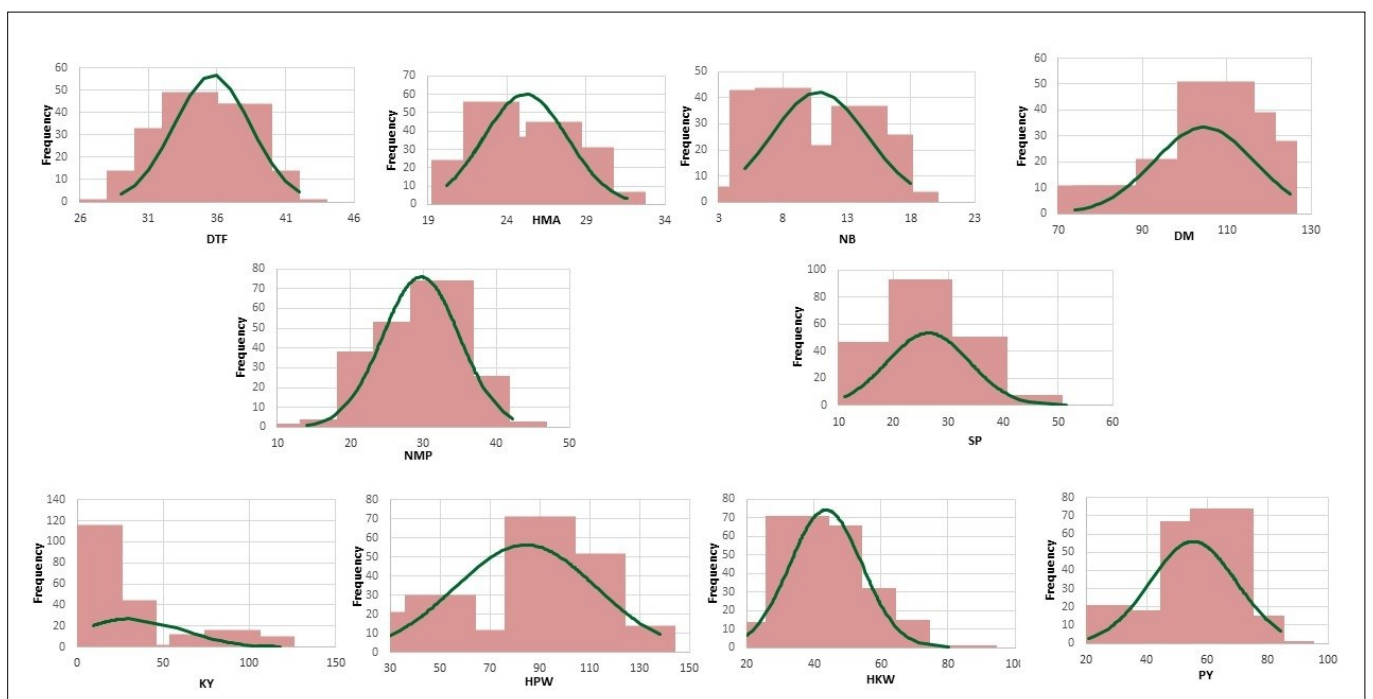 60
50
40
30
20
10
0
26 31 36 41 46
Frequency
DTF
70
60
50
40
30
20
10
0
19 24 29 34
Frequency
HMA
50
40
30
20
10
0
3 8 13 18 23
Frequency
NB
60
50
40
30
20
10
0
70 90 110 130
Frequency
DM
80
70
60
50
40
30
20
10
0
10 20 30 40 50
Frequency
NMP
100
80
60
40
20
0
10 20 30 40 50 60
Frequency
SP
140
120
100
80
60
40
20
0
0 50 100 150
Frequency
KY
80
70
60
50
40
30
20
10
0
30 70 110 150
Frequency
HPW
80
70
60
50
40
30
20
10
0
20 40 60 80 100
Frequency
HKW
80
70
60
50
40
30
20
10
0
20 40 60 80 100
Frequency
PY